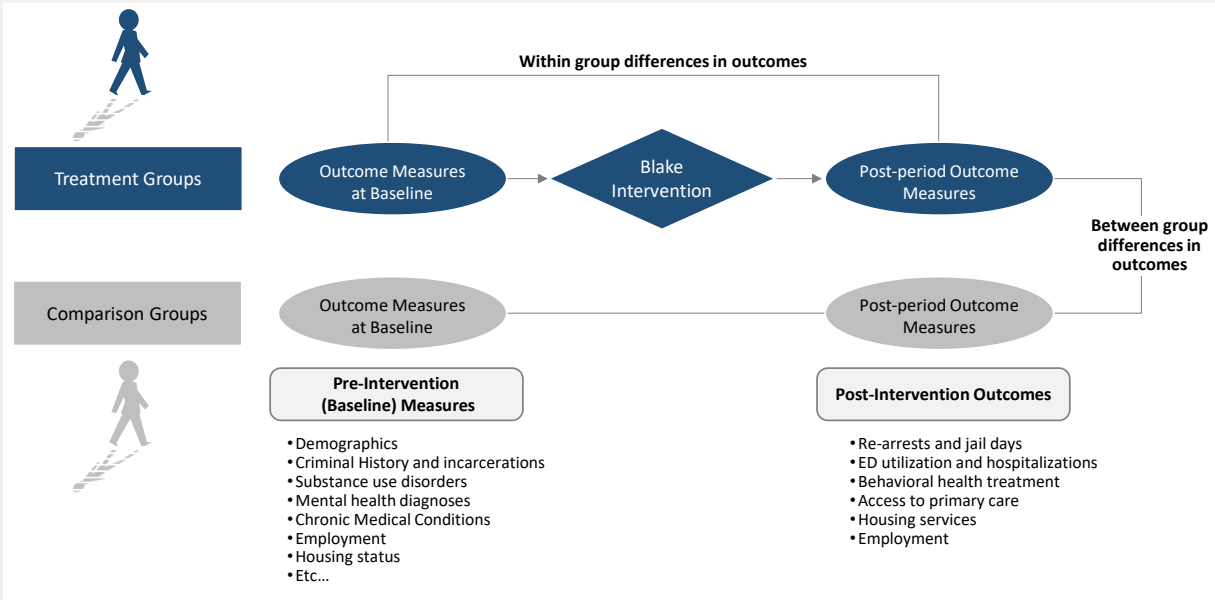 Within group differences in outcomes
Treatment Groups
Outcome Measures
at Baseline
Blake
Intervention
Post-period Outcome
Measures
Between group
differences in
outcomes
Comparison Groups
Outcome Measures
at Baseline
Post-period Outcome
Measures
Pre-Intervention
(Baseline) Measures
•Demographics
•Criminal History and incarcerations
•Substance use disorders
•Mental health diagnoses
•Chronic Medical Conditions
•Employment
•Housing status
•Etc…
Post-Intervention Outcomes
•Re-arrests and jail days
•ED utilization and hospitalizations
•Behavioral health treatment
•Access to primary care
•Housing services
•Employment